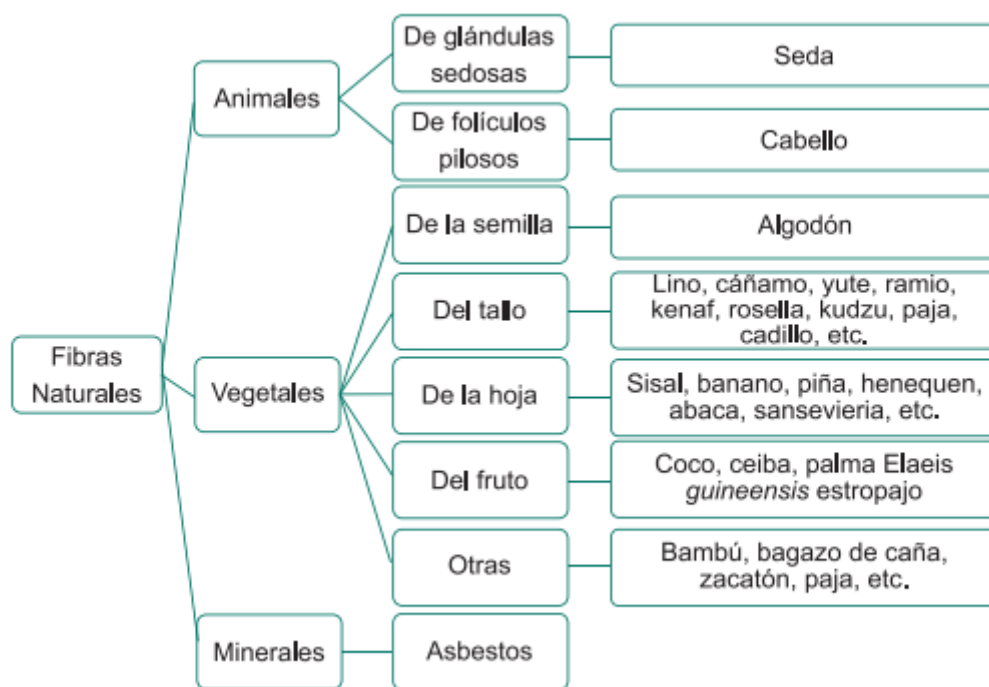 De glándulas
sedosas
Seda
Animales
De folículos
pilosos
Cabello
De la semilla
Algodón
Del tallo
Lino, cáñamo, yute, ramio,
kenaf, rosella, kudzu, paja,
cadillo, etc.
Fibras
Naturales
Vegetales
De la hoja
Sisal, banano, piña, henequen,
abaca, sansevieria, etc.
Del fruto
Coco, ceiba, palma Elaeis
guineensis estropajo
Otras
Bambú, bagazo de caña,
zacatón, paja, etc.
Minerales
Asbestos